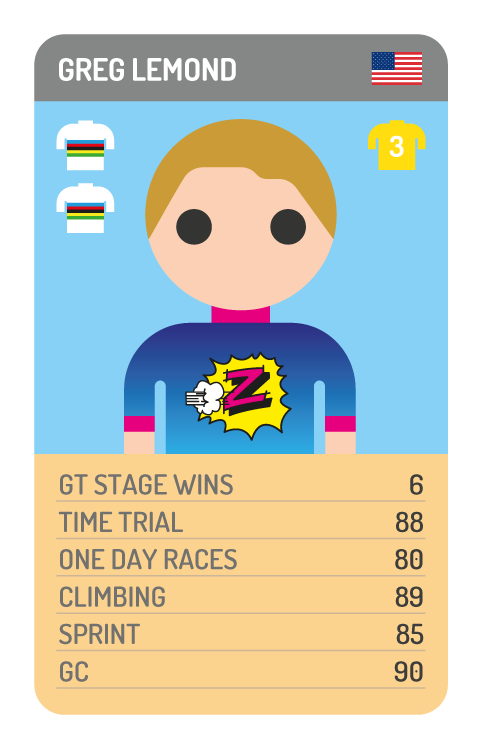 GREG LEMOND
3
Z
GT STAGE WINS 6
TIME TRIAL 88
ONE DAY RACES 80
CLIMBING 89
SPRINT 85
GC 90